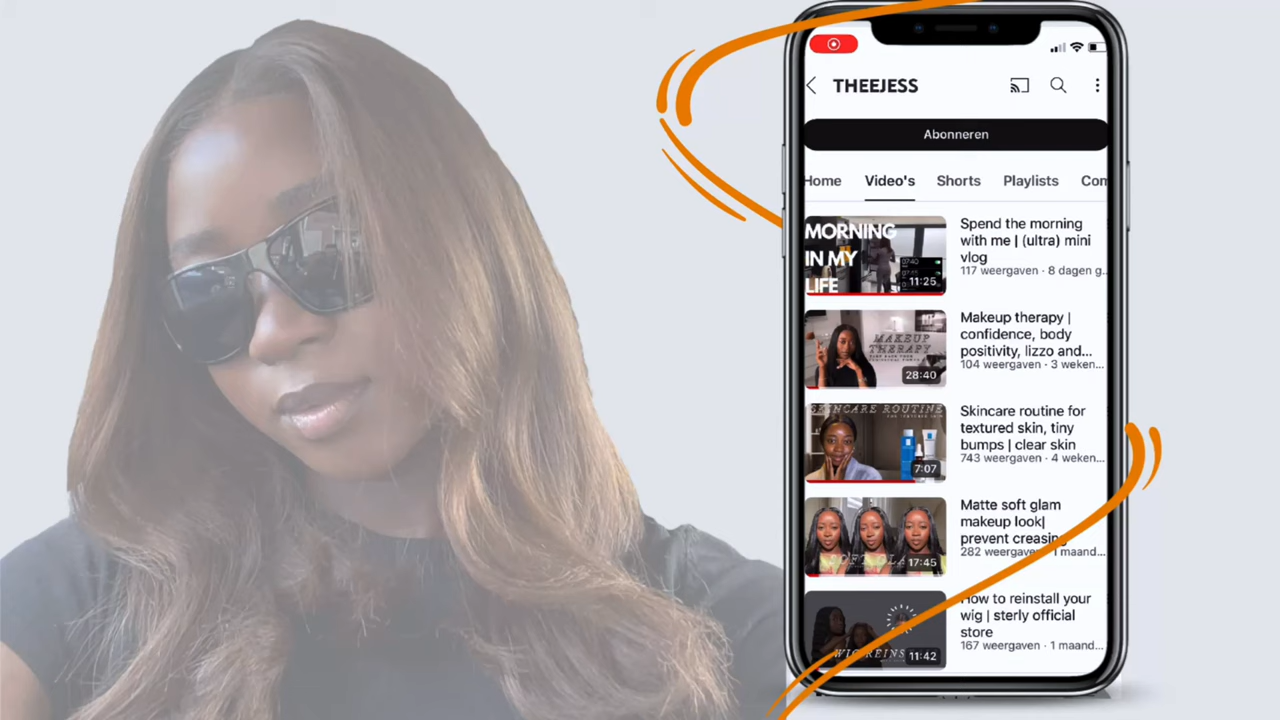 THEEJESS
Abonneren
Home Video's Shorts Playlists Com
MORNING
IN MY
LIFE
11:25
Spend the morning
with me | (ultra) mini
vlog
117 weergaven · 8 dagen g...
MAKEUP
THERAPY
28:40
Makeup therapy |
confidence, body
positivity, lizzo and...
104 weergaven · 3 weken...
SKINCARE ROUTINE
7:07
Skincare routine for
textured skin, tiny
bumps | clear skin
743 weergaven · 4 weken...
17:45
Matte soft glam
makeup look|
prevent creasing
282 weergaven · 1 maand...
WIG REINS
11:42
How to reinstall your
wig | sterly official
store
167 weergaven · 1 maand...